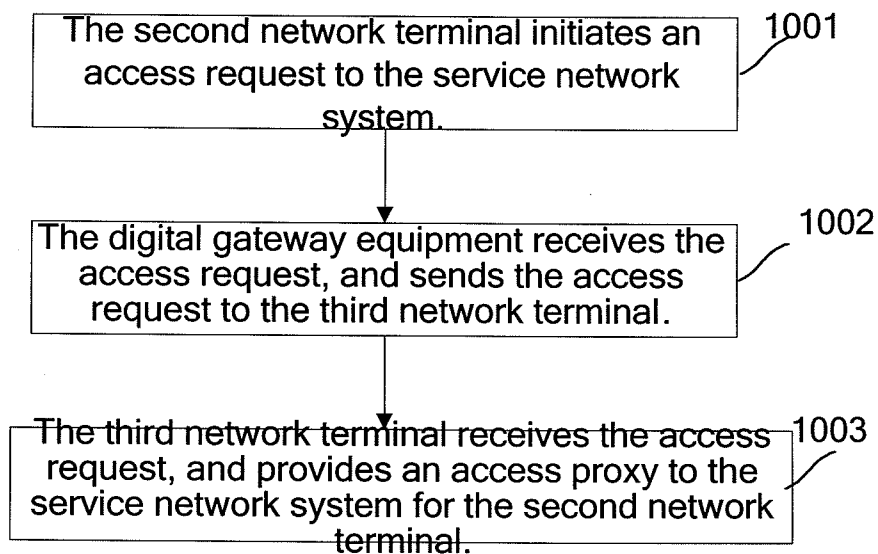 The second network terminal initiates an
access request to the service network
system.
1001
The digital gateway equipment receives the
access request, and sends the access
request to the third network terminal.
1002
The third network terminal receives the access
request, and provides an access proxy to the
service network system for the second network
terminal.
1003